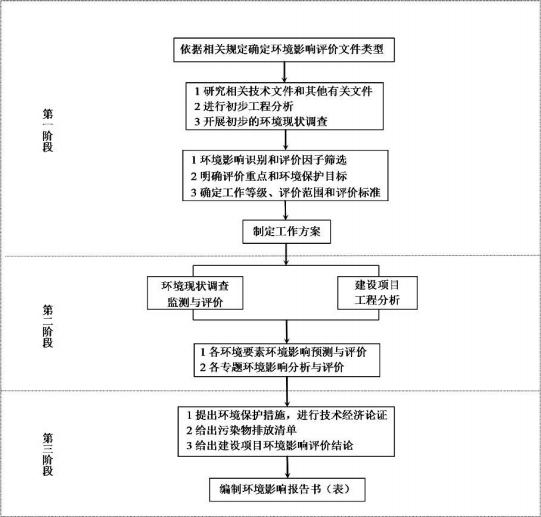 依据相关规定确定环境影响评价文件类型
1 研究相关技术文件和其他有关文件
2 进行初步工程分析
3 开展初步的环境现状调查
第一阶段
1 环境影响识别和评价因子筛选
2 明确评价重点和环境保护目标
3 确定工作等级、评价范围和评价标准
制定工作方案
环境现状调查
监测与评价
建设项目
工程分析
第二阶段
1 各环境要素环境影响预测与评价
2 各专题环境影响分析与评价
1 提出环境保护措施，进行技术经济论证
2 给出污染物排放清单
3 给出建设项目环境影响评价结论
第三阶段
编制环境影响报告书（表）